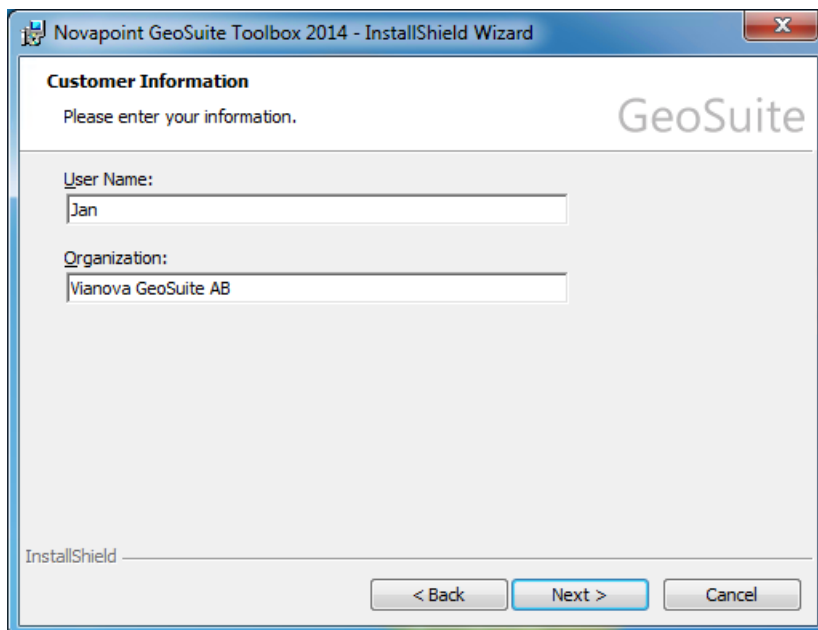 Novapoint GeoSuite Toolbox 2014 - InstallShield Wizard
Customer Information
Please enter your information.
GeoSuite
User Name:
Jan
Organization:
Vianova GeoSuite AB
InstallShield
< Back Next > Cancel